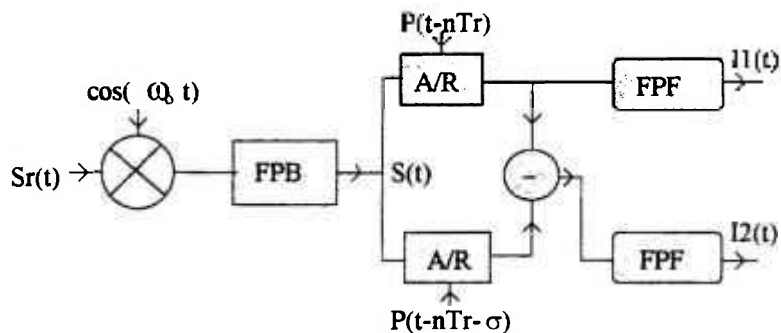 P(t-nTr)
I1(t)
A/R
FPF
cos( ω₀ t)
Sr(t)
FPB
S(t)
-
I2(t)
A/R
FPF
P(t-nTr-σ)